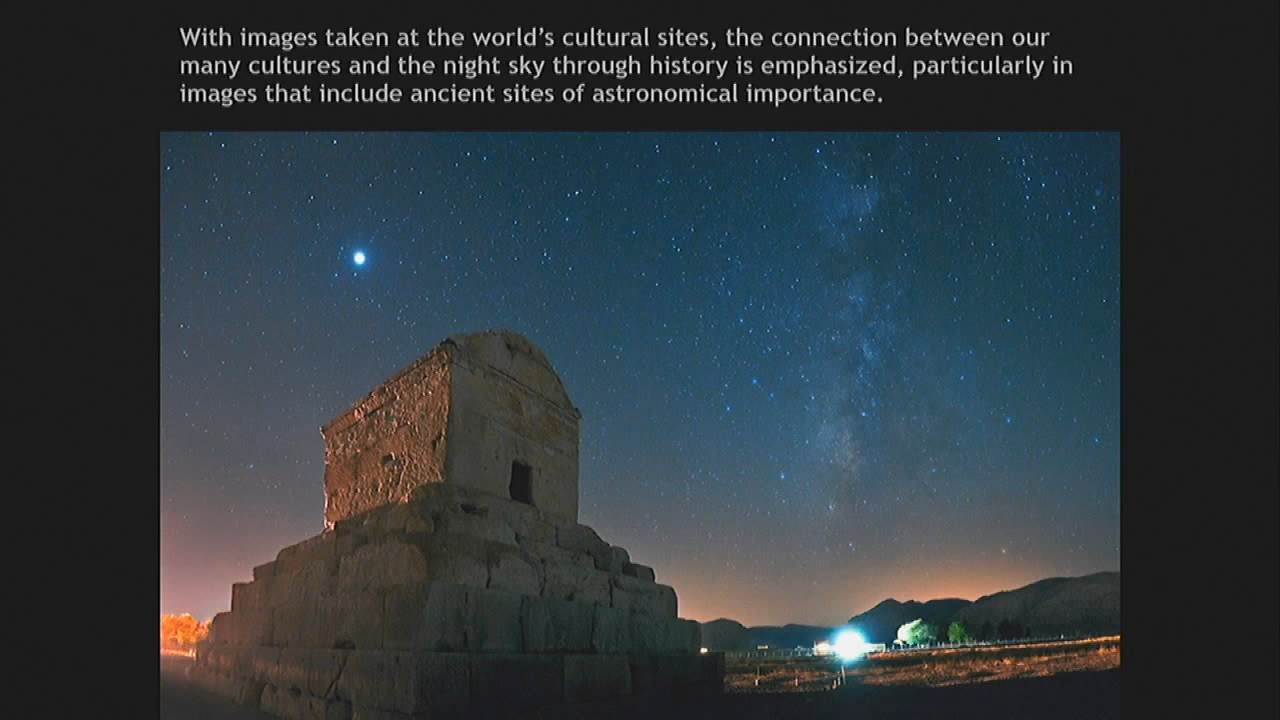 With images taken at the world's cultural sites, the connection between our
many cultures and the night sky through history is emphasized, particularly in
images that include ancient sites of astronomical importance.